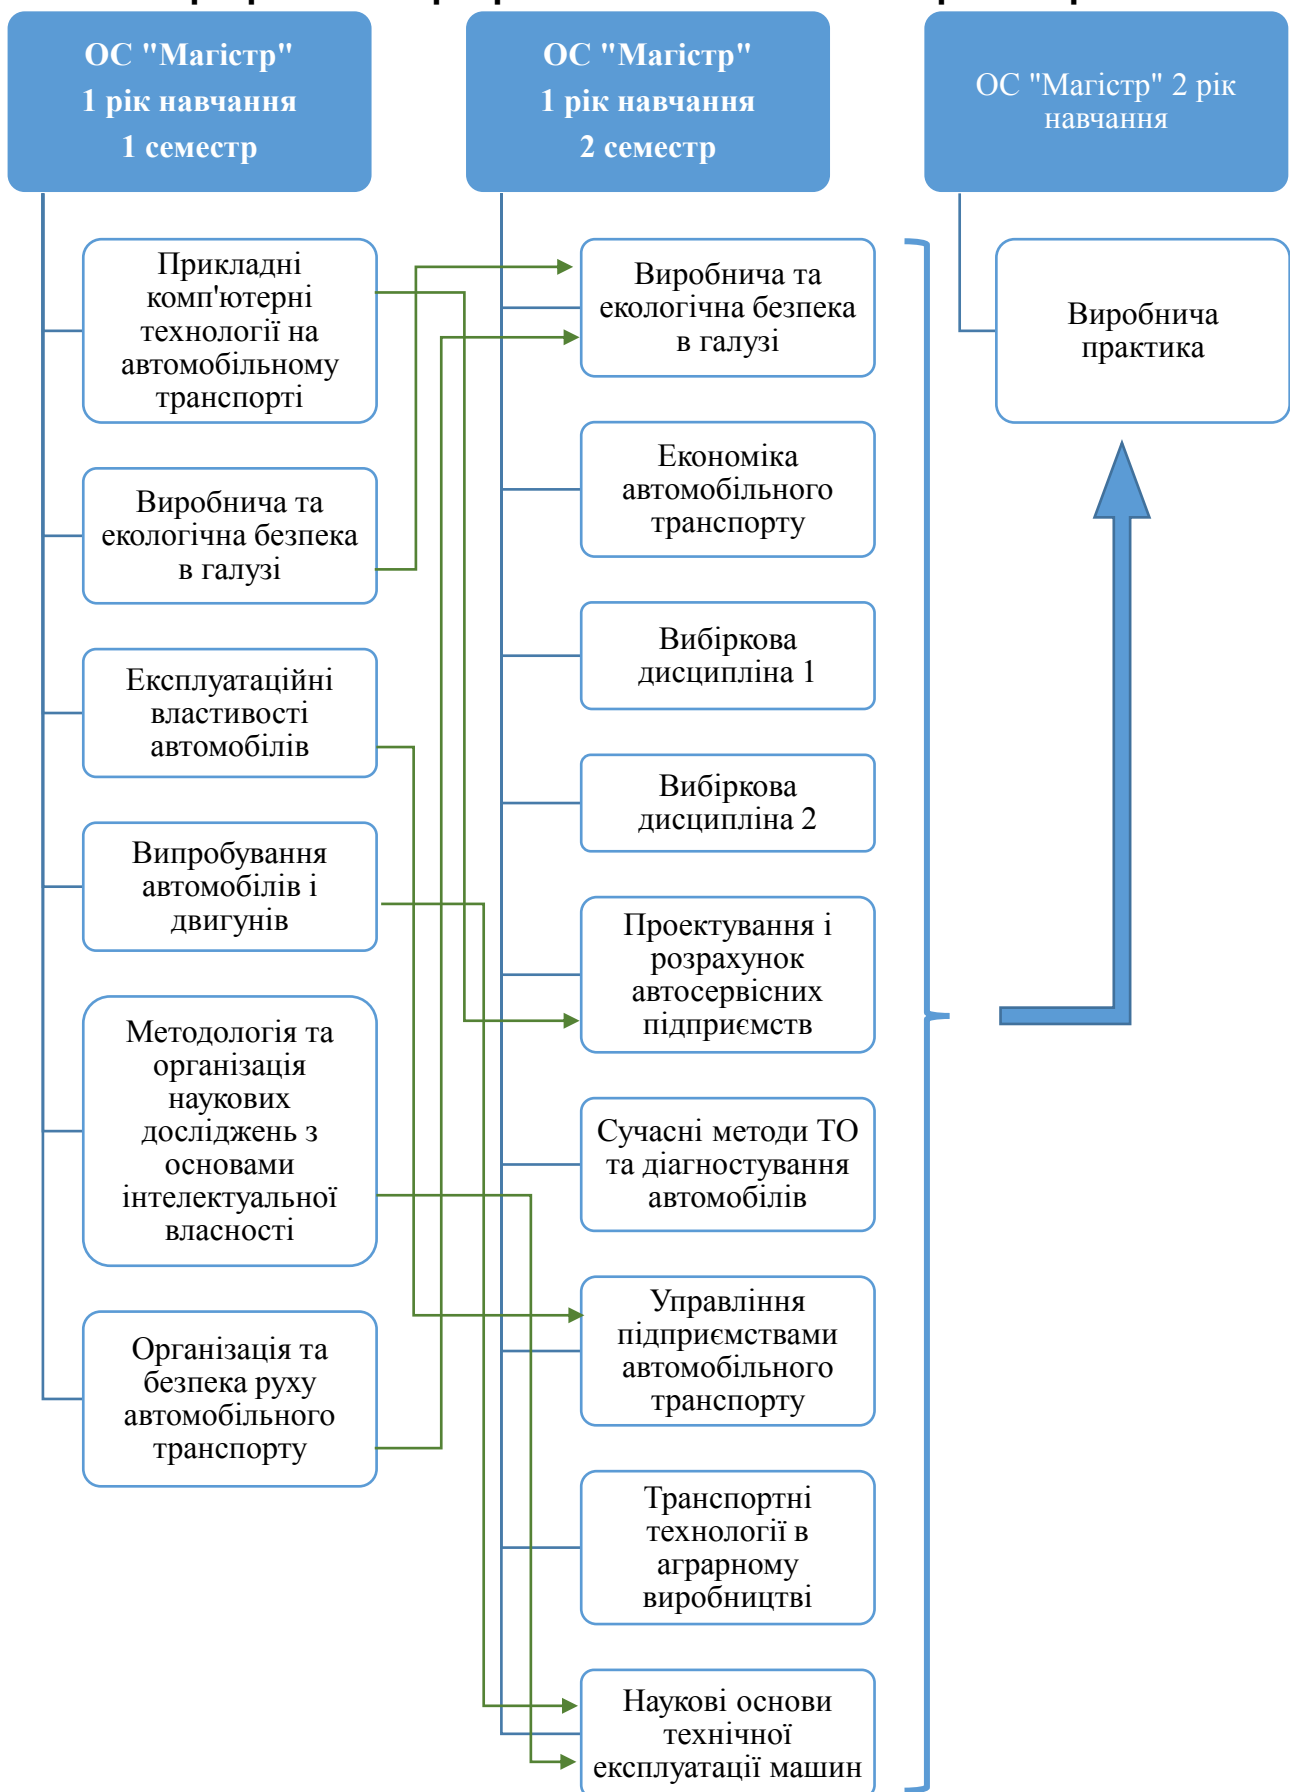 ОС "Магістр"
1 рік навчання
1 семестр
Прикладні
комп'ютерні
технології на
автомобільному
транспорті
Виробнича та
екологічна безпека
в галузі
Експлуатаційні
властивості
автомобілів
Випробування
автомобілів і
двигунів
Методологія та
організація
наукових
досліджень з
основами
інтелектуальної
власності
Організація та
безпека руху
автомобільного
транспорту
ОС "Магістр"
1 рік навчання
2 семестр
Виробнича та
екологічна безпека
в галузі
Економіка
автомобільного
транспорту
Вибіркова
дисципліна 1
Вибіркова
дисципліна 2
Проектування і
розрахунок
автосервісних
підприємств
Сучасні методи ТО
та діагностування
автомобілів
Управління
підприємствами
автомобільного
транспорту
Транспортні
технології в
аграрному
виробництві
Наукові основи
технічної
експлуатації машин
ОС "Магістр" 2 рік
навчання
Виробнича
практика